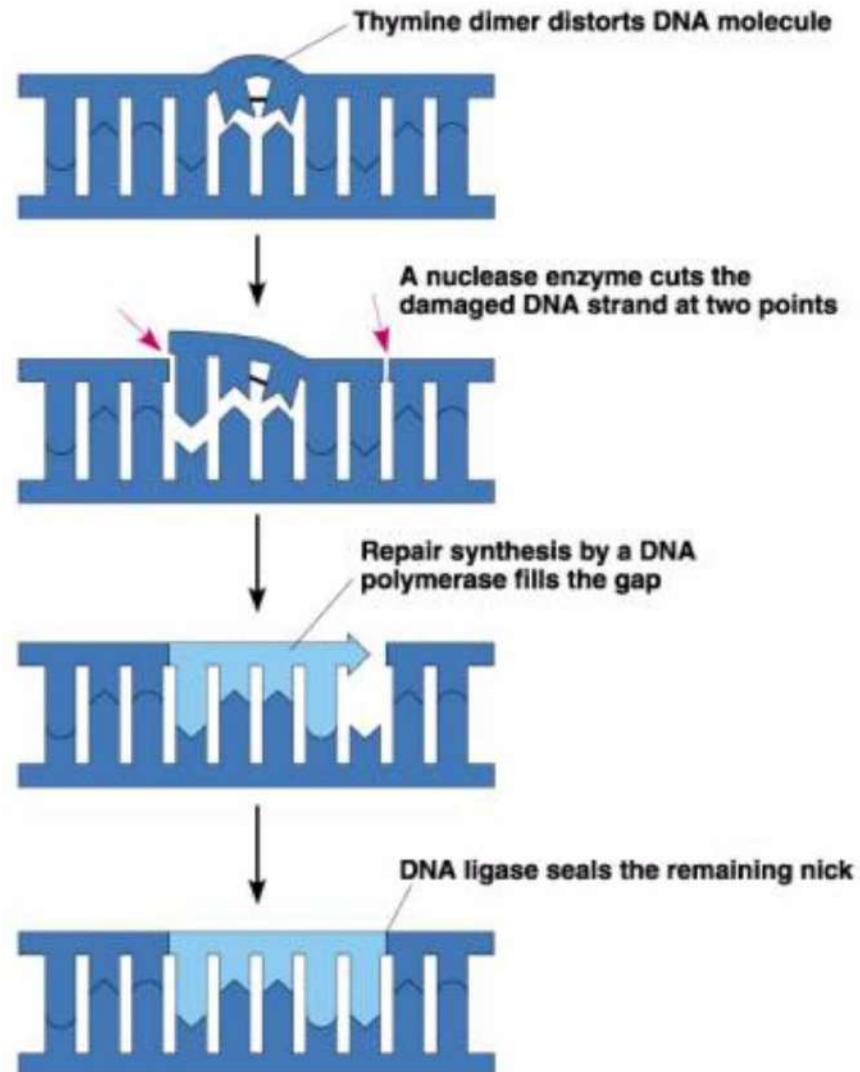 Thymine dimer distorts DNA molecule
A nuclease enzyme cuts the
damaged DNA strand at two points
Repair synthesis by a DNA
polymerase fills the gap
DNA ligase seals the remaining nick